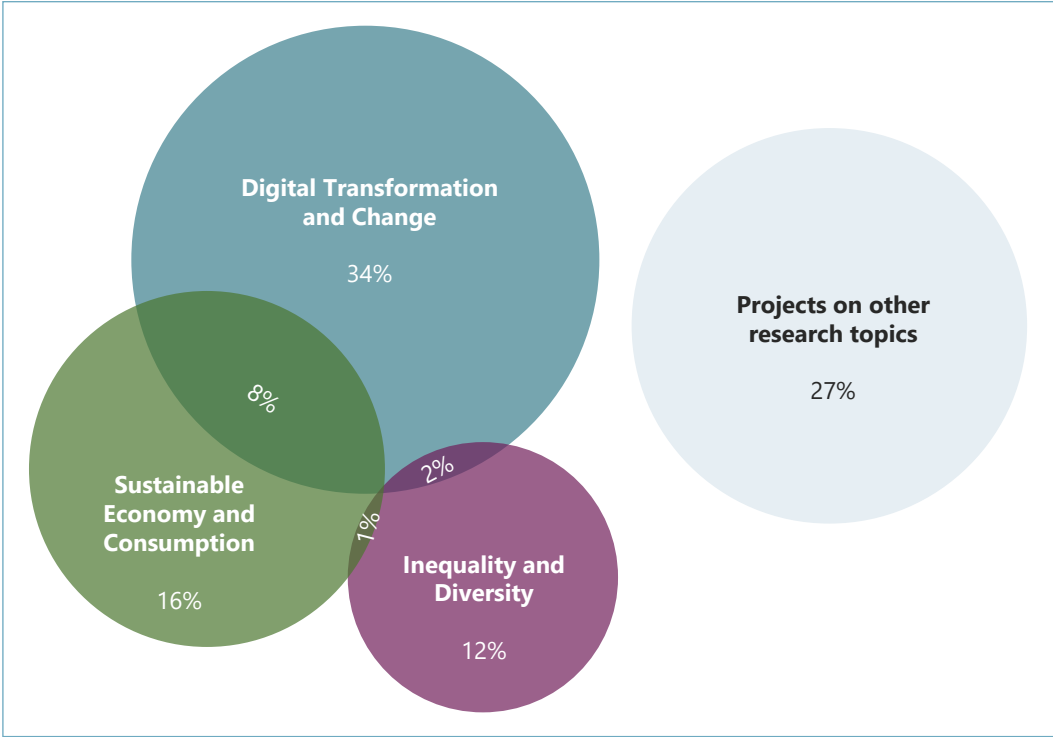 Digital Transformation
and Change
34%
Projects on other
research topics
27%
8%
2%
Sustainable
Economy and
Consumption
16%
1%
Inequality and
Diversity
12%